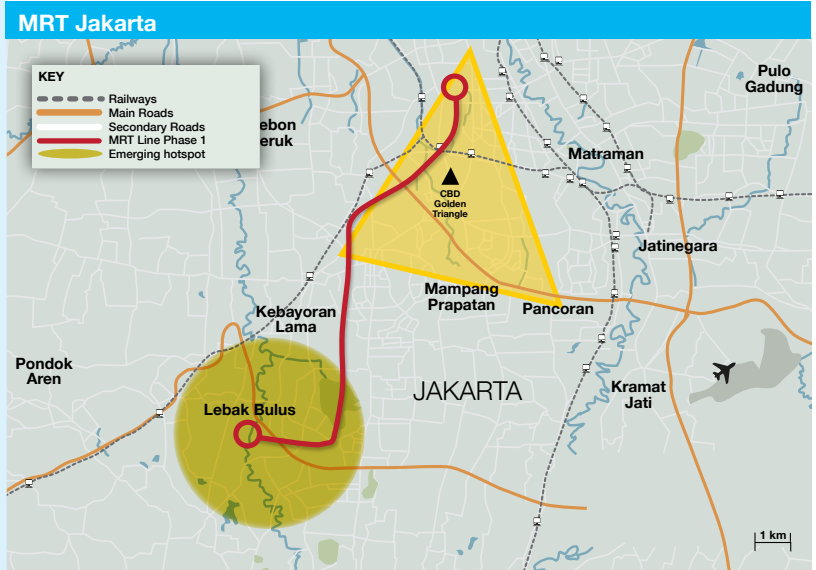 MRT Jakarta
KEY
Railways
Main Roads
Secondary Roads
MRT Line Phase 1
Emerging hotspot
ebon
eruk
Pulo
Gadung
Matraman
CBD
Golden
Triangle
Jatinegara
Mampang
Prapatan
Pancoran
Kebayoran
Lama
Pondok
Aren
JAKARTA
Kramat
Jati
Lebak Bulus
1 km